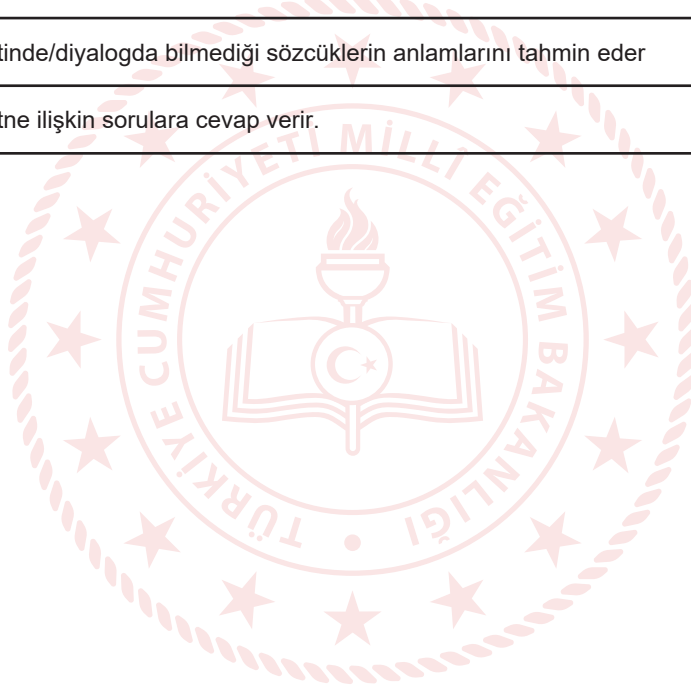 tinde/diyalogda bilmediği sözcüklerin anlamlarını tahmin eder
tne ilişkin sorulara cevap verir.
TÜRKİYE CUMHURİYETİ MİLLÎ EĞİTİM BAKANLIĞI